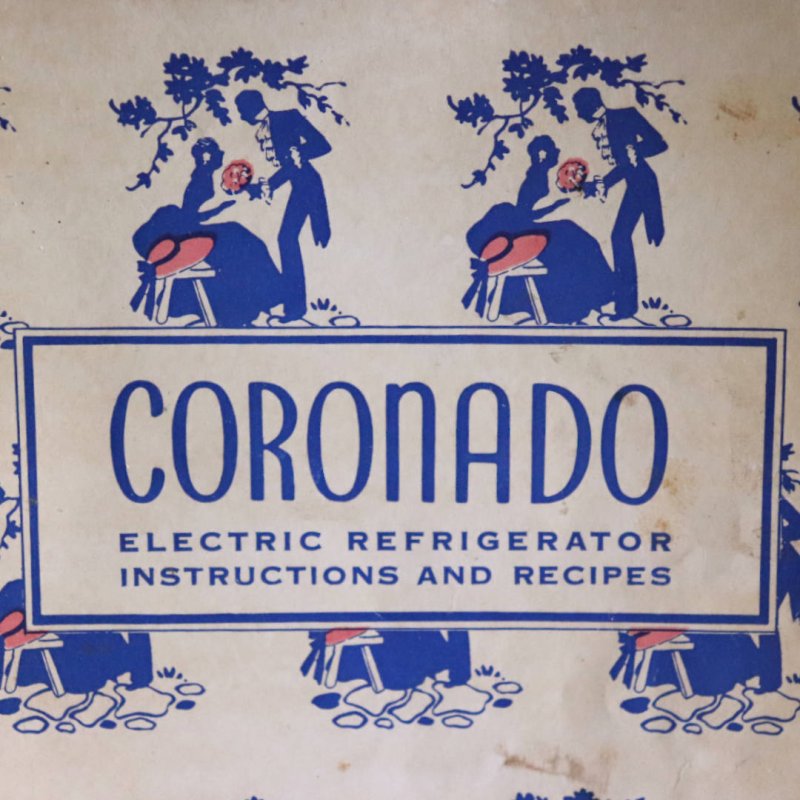 CORONADO
ELECTRIC REFRIGERATOR
INSTRUCTIONS AND RECIPES